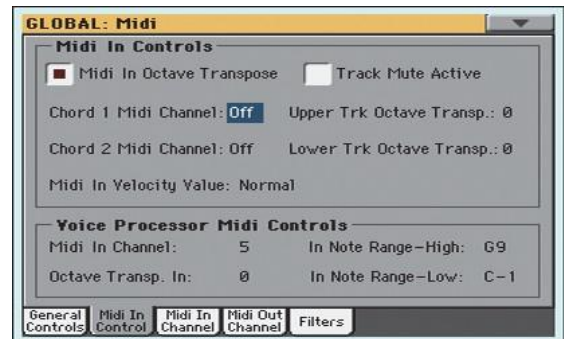 GLOBAL: Midi
Midi In Controls
Midi In Octave Transpose Track Mute Active
Chord 1 Midi Channel: Off Upper Trk Octave Transp.: 0
Chord 2 Midi Channel: Off Lower Trk Octave Transp.: 0
Midi In Velocity Value: Normal
Voice Processor Midi Controls
Midi In Channel: 5 In Note Range-High: G9
Octave Transp. In: 0 In Note Range-Low: C-1
General Controls Midi In Control Midi In Channel Midi Out Channel Filters